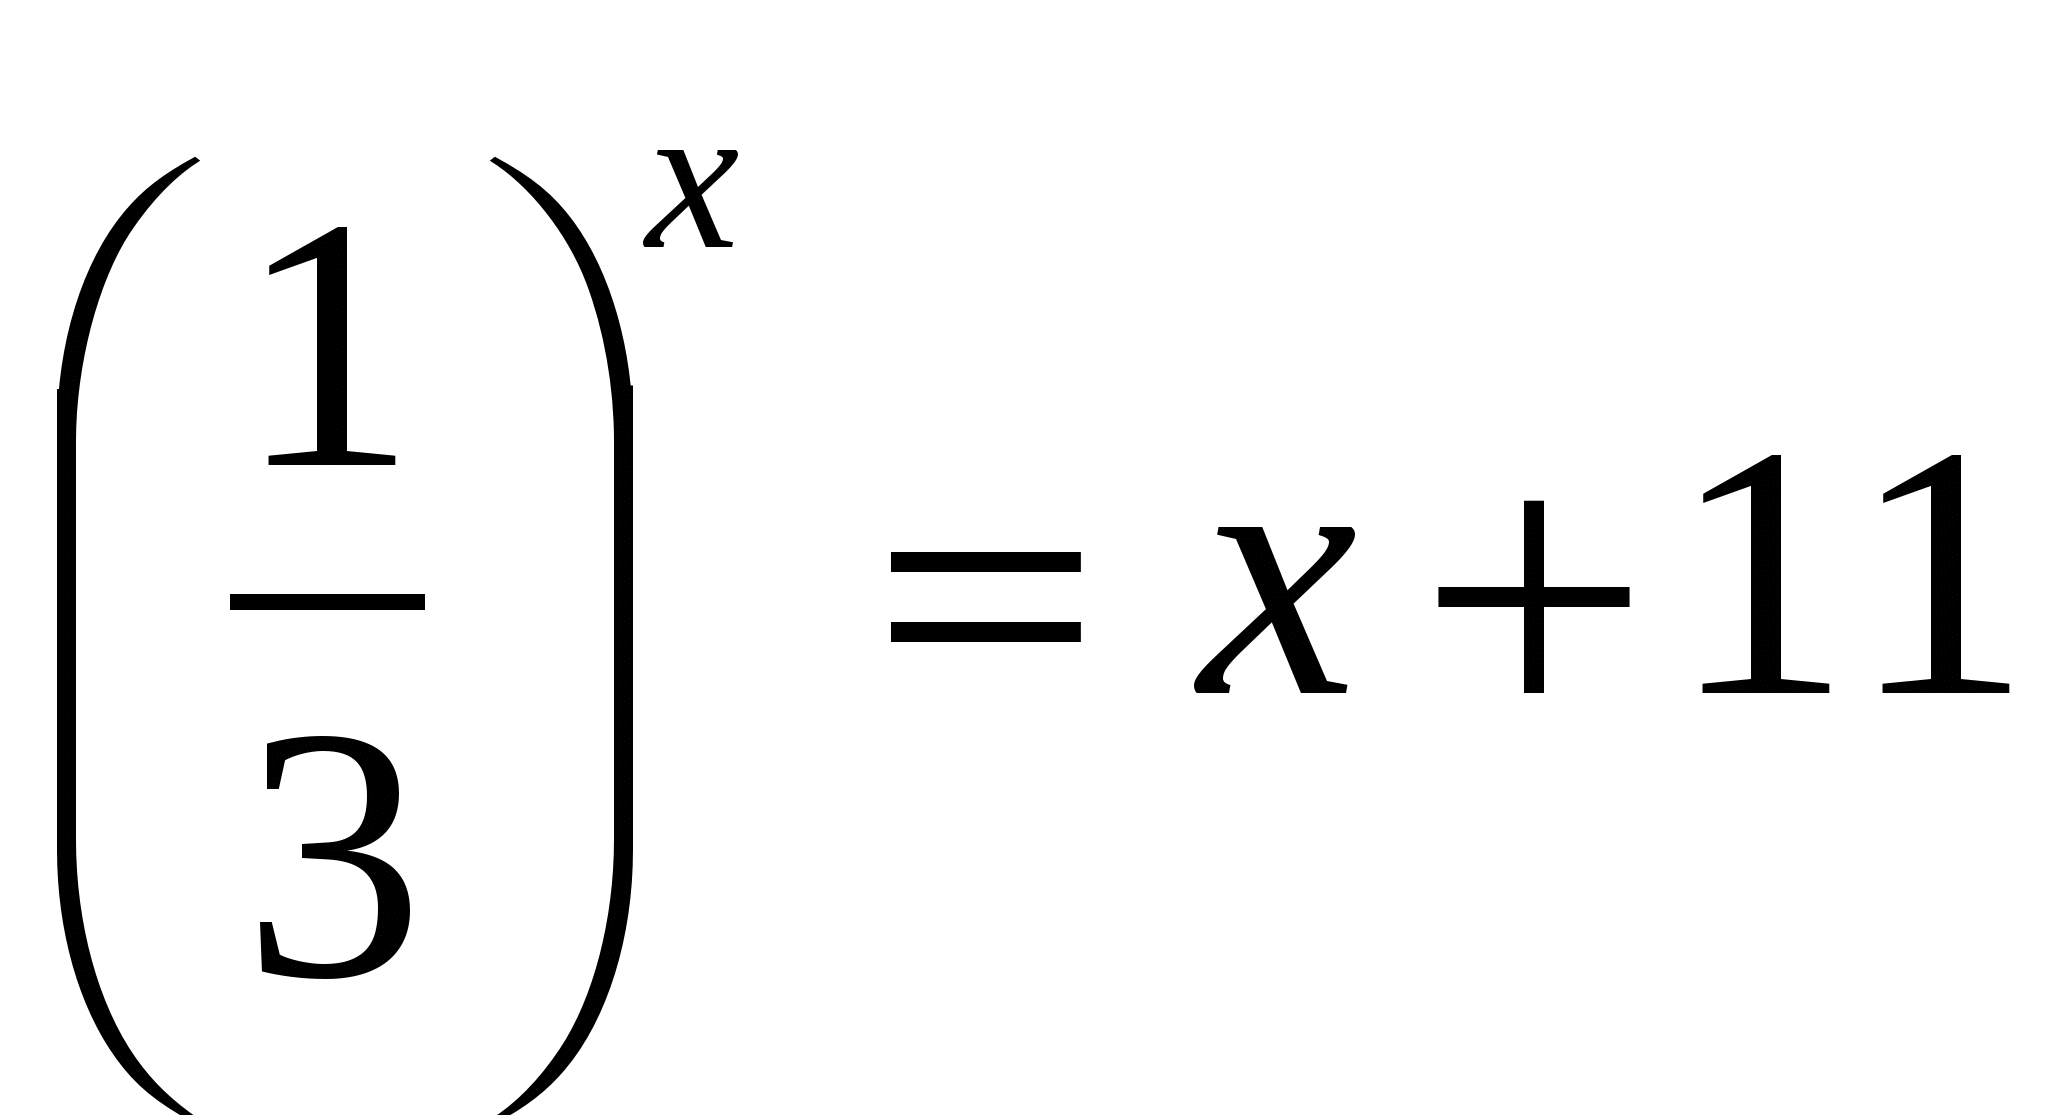 (1/3)^x = x+11